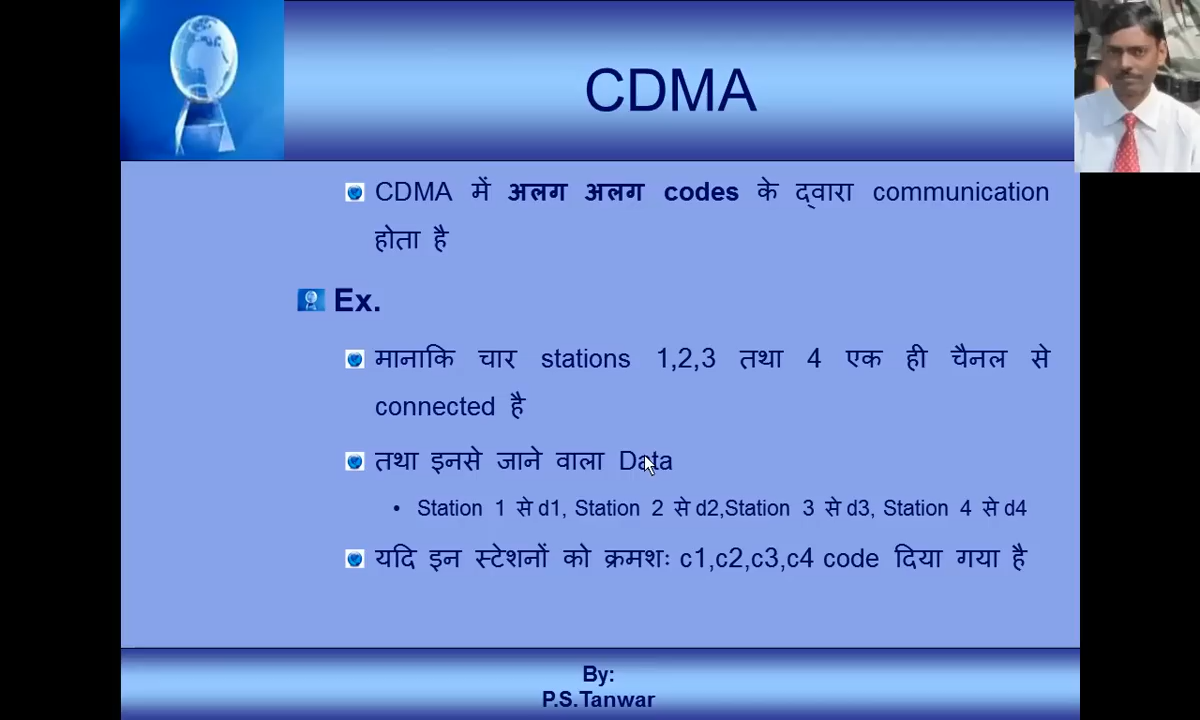 CDMA
CDMA में अलग अलग codes के द्वारा communication
होता है
Ex.
मानाकि चार stations 1,2,3 तथा 4 एक ही चैनल से
connected है
तथा इनसे जाने वाला Data
• Station 1 से d1, Station 2 से d2,Station 3 से d3, Station 4 से d4
यदि इन स्टेशनों को क्रमशः c1,c2,c3,c4 code दिया गया है
By:
P.S.Tanwar